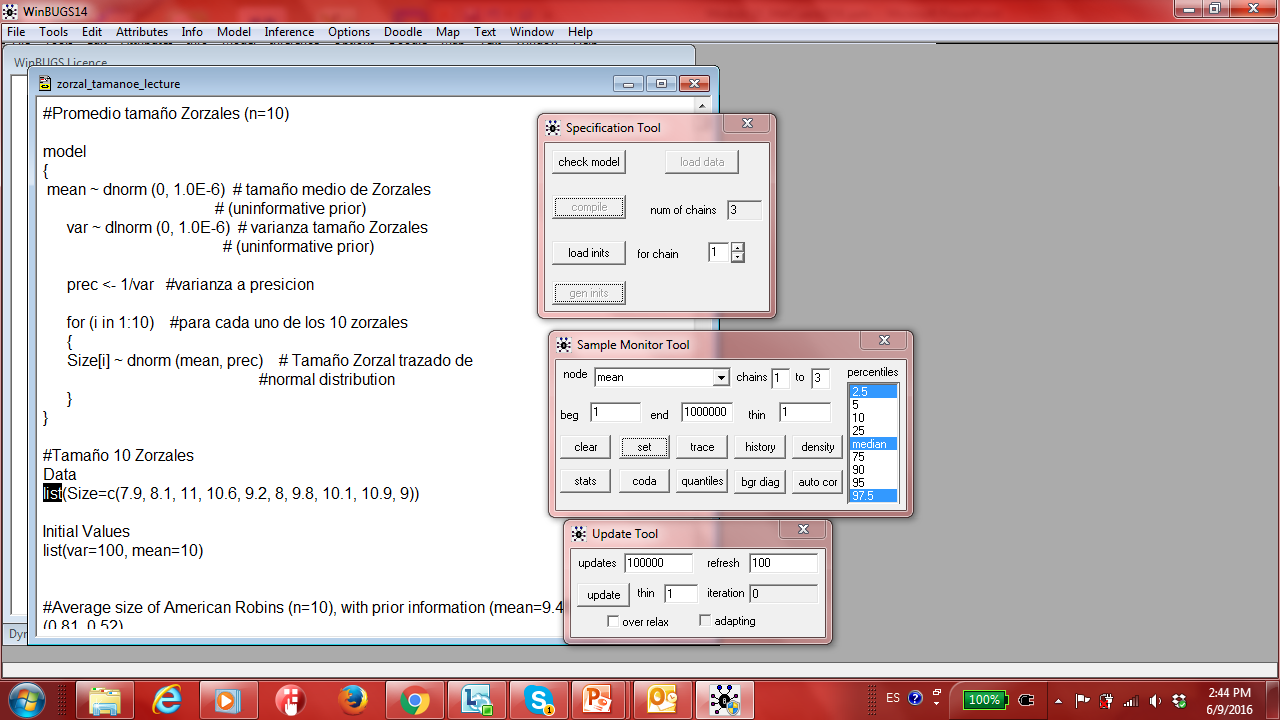 WinBUGS14
File Tools Edit Attributes Info Model Inference Options Doodle Map Text Window Help
WinBUGS Licence
zorzal_tamanoe_lecture
#Promedio tamaño Zorzales (n=10)
model
{
mean ~ dnorm (0, 1.0E-6) # tamaño medio de Zorzales
# (uninformative prior)
var ~ dlnorm (0, 1.0E-6) # varianza tamaño Zorzales
# (uninformative prior)
prec <- 1/var #varianza a presicion
for (i in 1:10) #para cada uno de los 10 zorzales
{
Size[i] ~ dnorm (mean, prec) # Tamaño Zorzal trazado de
#normal distribution
}
}
#Tamaño 10 Zorzales
Data
list(Size=c(7.9, 8.1, 11, 10.6, 9.2, 8, 9.8, 10.1, 10.9, 9))
Initial Values
list(var=100, mean=10)
#Average size of American Robins (n=10), with prior information (mean=9.4
(0.81, 0.52)
Dyn
Specification Tool
check model load data
compile num of chains 3
load inits for chain 1
gen inits
Sample Monitor Tool
node mean chains 1 to 3 percentiles
beg 1 end 1000000 thin 1
clear set trace history density
stats coda quantiles bgr diag auto cor
2.5
5
10
25
median
75
90
95
97.5
Update Tool
updates 100000 refresh 100
update thin 1 iteration 0
over relax adapting
ES
100%
1
2:44 PM
6/9/2016